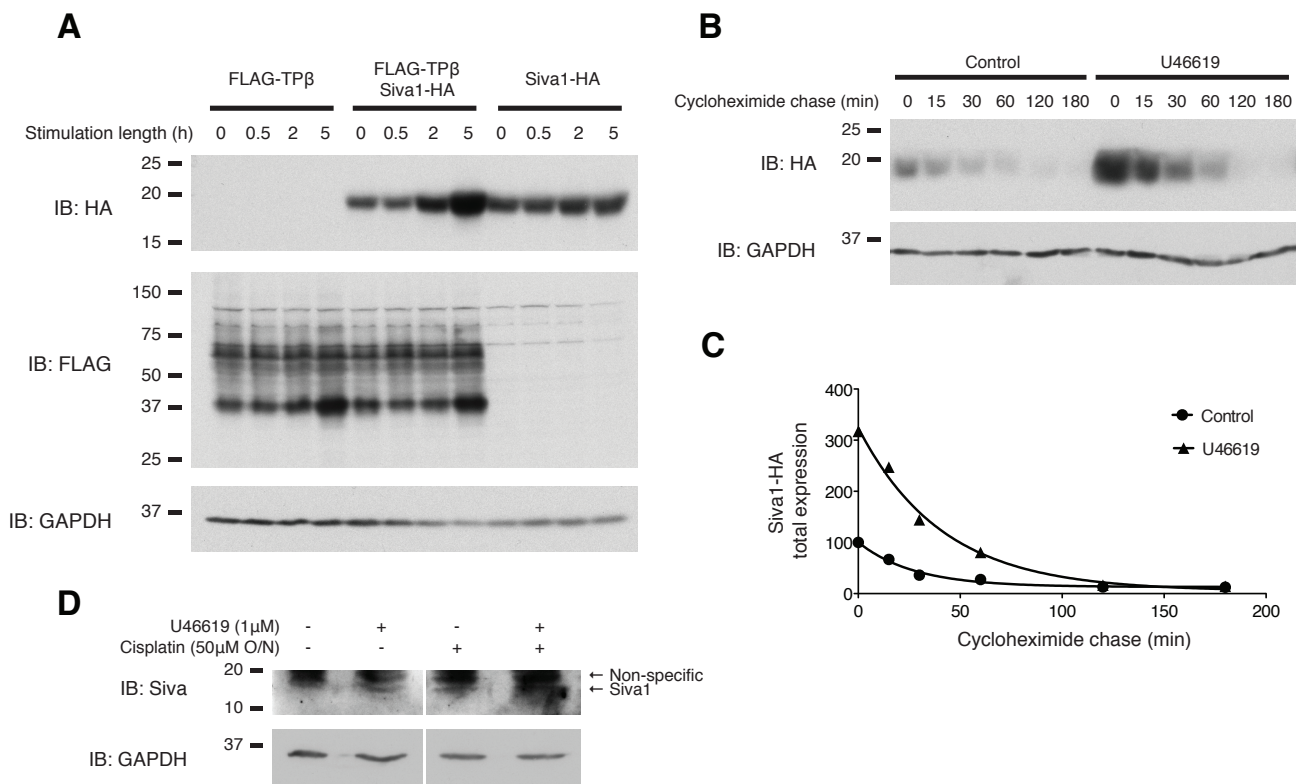 A
FLAG-TPβ
FLAG-TPβ
Siva1-HA
Siva1-HA
Stimulation length (h) 0 0.5 2 5 0 0.5 2 5 0 0.5 2 5
IB: HA
25
20
15
IB: FLAG
150
75
50
37
25
IB: GAPDH
37
B
Control U46619
Cycloheximide chase (min) 0 15 30 60 120 180 0 15 30 60 120 180
IB: HA
25
20
IB: GAPDH
37
C
Siva1-HA
total expression
400
300
200
100
0
0 50 100 150 200
Cycloheximide chase (min)
Control
U46619
D
U46619 (1μM) - + - +
Cisplatin (50μM O/N) - - + +
IB: Siva
20
10
← Non-specific
← Siva1
IB: GAPDH
37